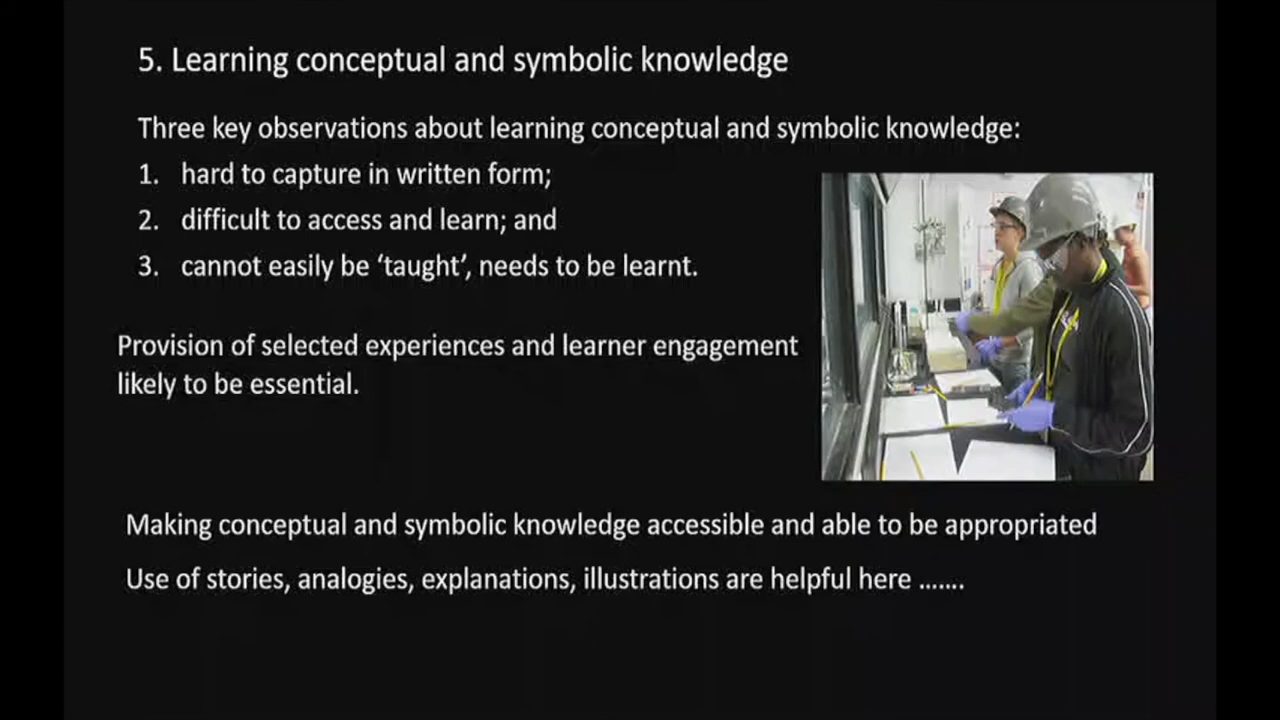 5. Learning conceptual and symbolic knowledge
Three key observations about learning conceptual and symbolic knowledge:
1. hard to capture in written form;
2. difficult to access and learn; and
3. cannot easily be ‘taught’, needs to be learnt.
Provision of selected experiences and learner engagement
likely to be essential.
Making conceptual and symbolic knowledge accessible and able to be appropriated
Use of stories, analogies, explanations, illustrations are helpful here …....